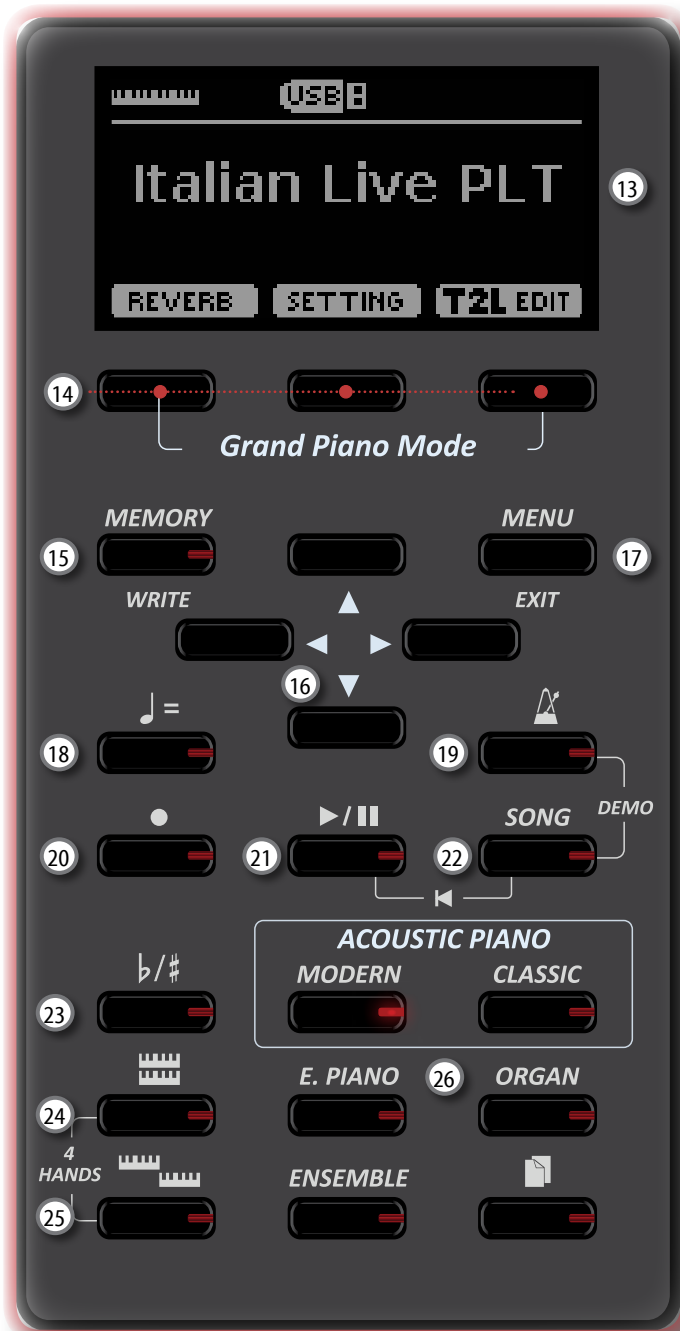 USB
Italian Live PLT
13
REVERB SETTING T2L EDIT
14
Grand Piano Mode
MEMORY MENU
15 17
WRITE EXIT
◀ ▲ ▶
16 ▼
♩ =
18 19
DEMO
● ▶/❚❚ SONG
20 21 22
ACOUSTIC PIANO
♭/♯ MODERN CLASSIC
23
E. PIANO 26 ORGAN
24
4
HANDS
ENSEMBLE
25